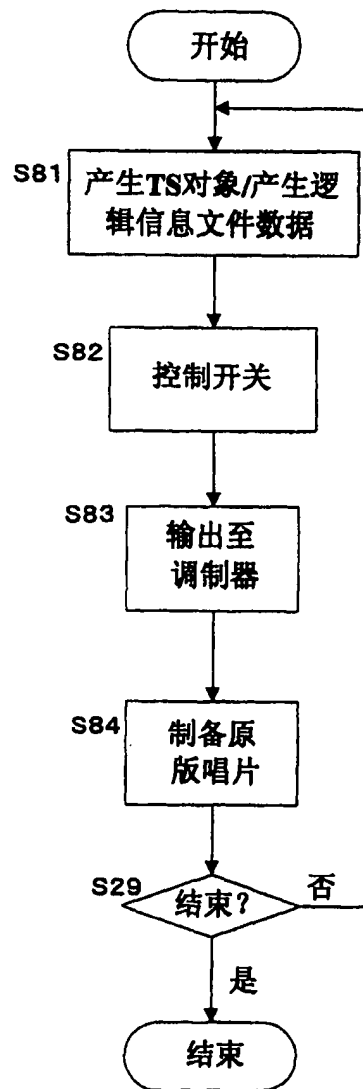 开始
S81
产生TS对象/产生逻
辑信息文件数据
S82
控制开关
S83
输出至
调制器
S84
制备原
版唱片
S29
结束?
否
是
结束